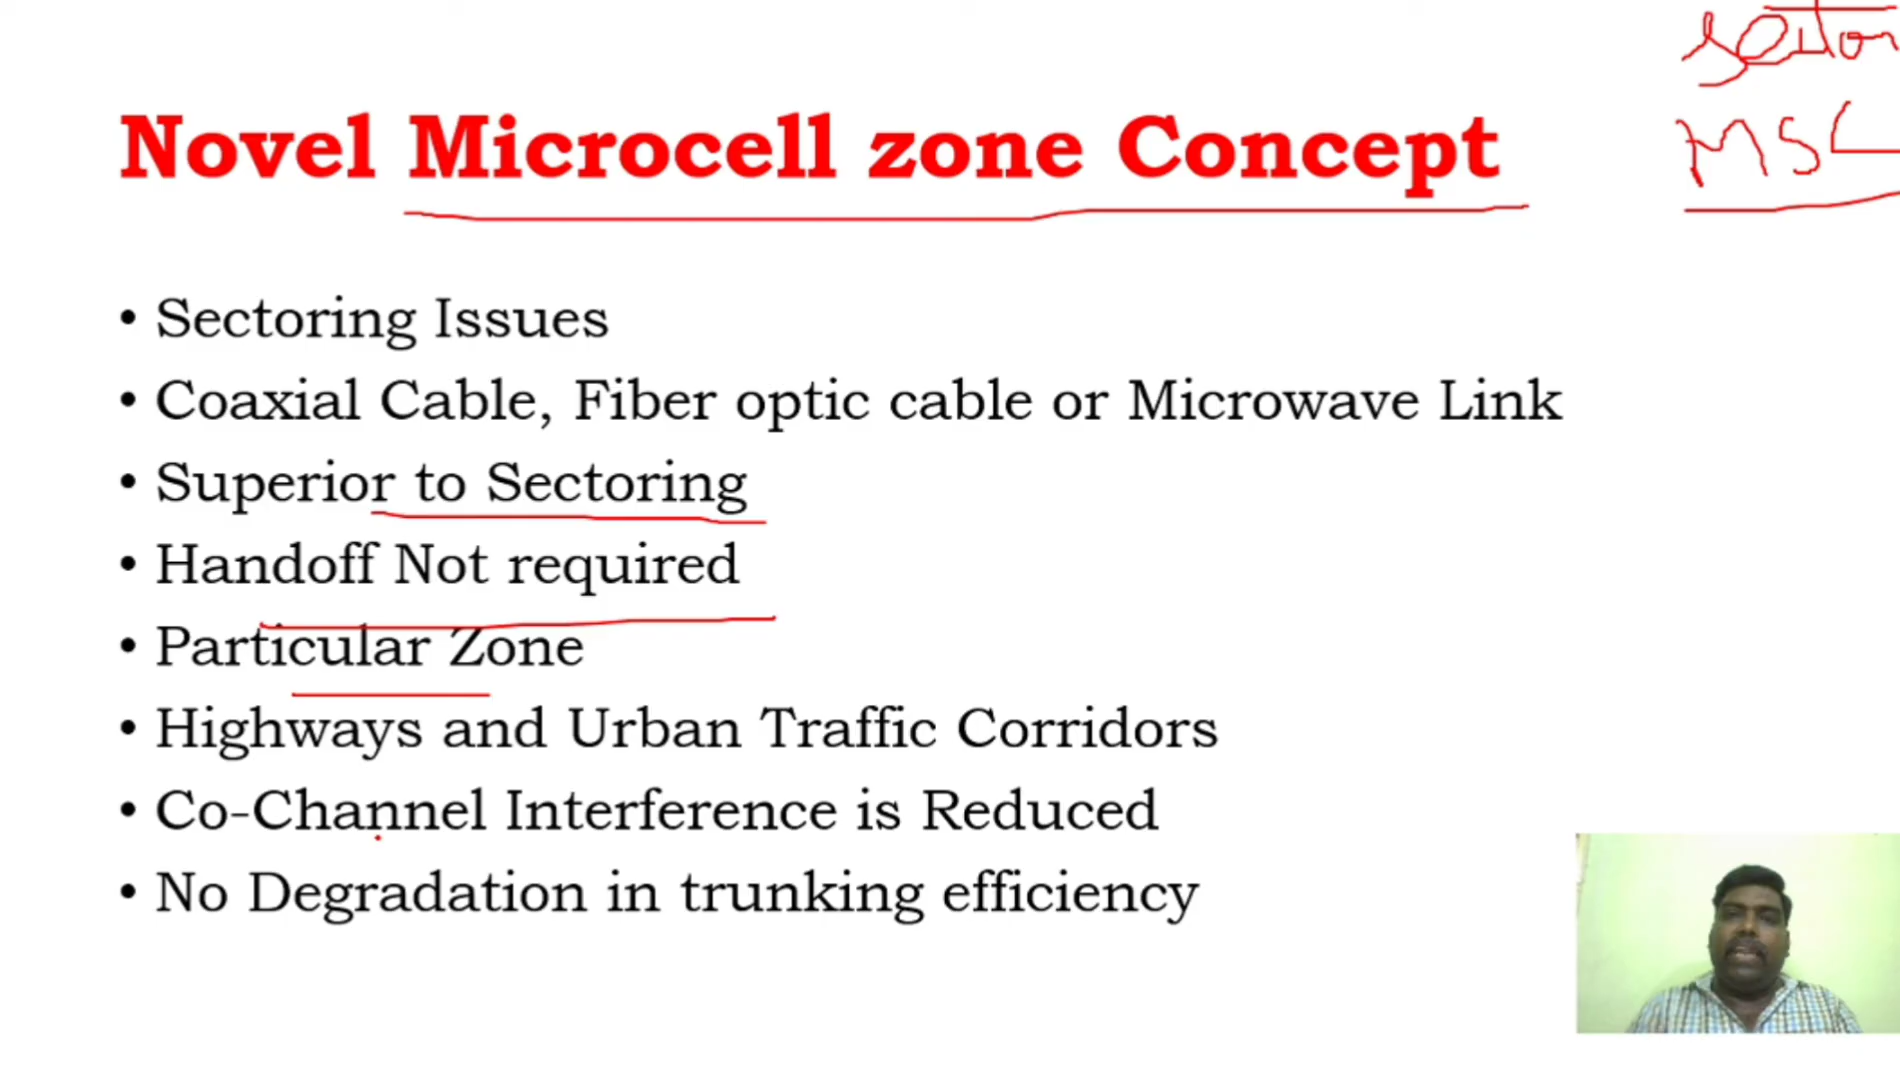 Sector
MSC
Novel Microcell zone Concept
• Sectoring Issues
• Coaxial Cable, Fiber optic cable or Microwave Link
• Superior to Sectoring
• Handoff Not required
• Particular Zone
• Highways and Urban Traffic Corridors
• Co-Channel Interference is Reduced
• No Degradation in trunking efficiency